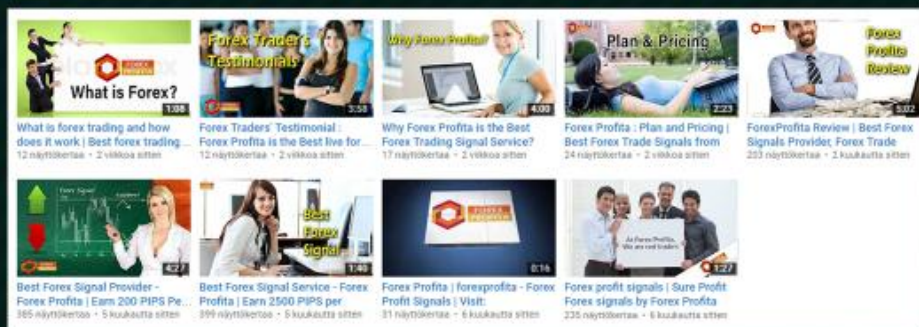 What is Forex?
1:08
Forex Trader's
Testimonials
3:58
Why Forex Profita?
4:00
Plan & Pricing
2:23
Forex
Profita
Review
5:02
What is forex trading and how
does it work | Best forex trading...
12 näyttökertaa • 2 viikkoa sitten
Forex Traders' Testimonial :
Forex Profita is the Best live for...
12 näyttökertaa • 2 viikkoa sitten
Why Forex Profita is the Best
Forex Trading Signal Service?
17 näyttökertaa • 2 viikkoa sitten
Forex Profita : Plan and Pricing |
Best Forex Trade Signals from
24 näyttökertaa • 2 viikkoa sitten
ForexProfita Review | Best Forex
Signals Provider, Forex Trade
203 näyttökertaa • 2 kuukautta sitten
Forex Signal
4:27
Best
Forex
Signal
1:40
FOREX
PROFITA
0:16
At Forex Profita,
We are real traders
1:27
Best Forex Signal Provider -
Forex Profita | Earn 200 PIPS Pe...
385 näyttökertaa • 5 kuukautta sitten
Best Forex Signal Service - Forex
Profita | Earn 2500 PIPS per
399 näyttökertaa • 5 kuukautta sitten
Forex Profita | forexprofita - Forex
Profit Signals | Visit:
31 näyttökertaa • 6 kuukautta sitten
Forex profit signals | Sure Profit
Forex signals by Forex Profita
235 näyttökertaa • 6 kuukautta sitten